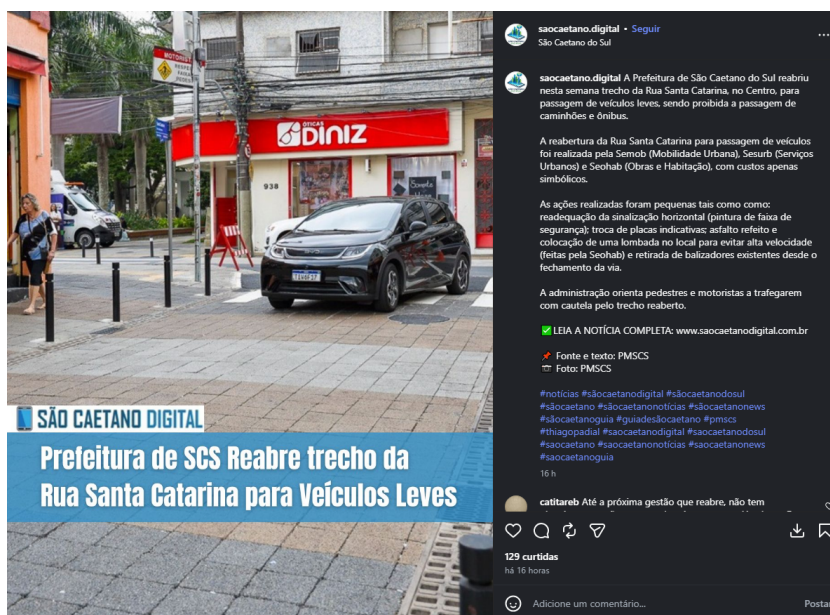 MOTORISTA
ÓTICAS
DINIZ
938
SÃO CAETANO DIGITAL
Prefeitura de SCS Reabre trecho da
Rua Santa Catarina para Veículos Leves
saocaetano.digital • Seguir
São Caetano do Sul
saocaetano.digital A Prefeitura de São Caetano do Sul reabriu
nesta semana trecho da Rua Santa Catarina, no Centro, para
passagem de veículos leves, sendo proibida a passagem de
caminhões e ônibus.
A reabertura da Rua Santa Catarina para passagem de veículos
foi realizada pela Semob (Mobilidade Urbana), Sesurb (Serviços
Urbanos) e Seohab (Obras e Habitação), com custos apenas
simbólicos.
As ações realizadas foram pequenas tais como como:
readequação da sinalização horizontal (pintura de faixa de
segurança); troca de placas indicativas; asfalto refeito e
colocação de uma lombada no local para evitar alta velocidade
(feitas pela Seohab) e retirada de balizadores existentes desde o
fechamento da via.
A administração orienta pedestres e motoristas a trafegarem
com cautela pelo trecho reaberto.
✅ LEIA A NOTÍCIA COMPLETA: www.saocaetanodigital.com.br
📌 Fonte e texto: PMSCS
📷 Foto: PMSCS
#notícias #sãocaetanodigital #sãocaetanodosul
#sãocaetano #sãocaetanonotícias #sãocaetanonews
#sãocaetanoguia #guiadesãocaetano #pmscs
#thiagopadial #saocaetanodigital #saocaetanodosul
#saocaetano #saocaetanonotícias #saocaetanonews
#saocaetanoguia
16 h
catitareb Até a próxima gestão que reabre, não tem
129 curtidas
há 16 horas
Adicione um comentário...
Postar